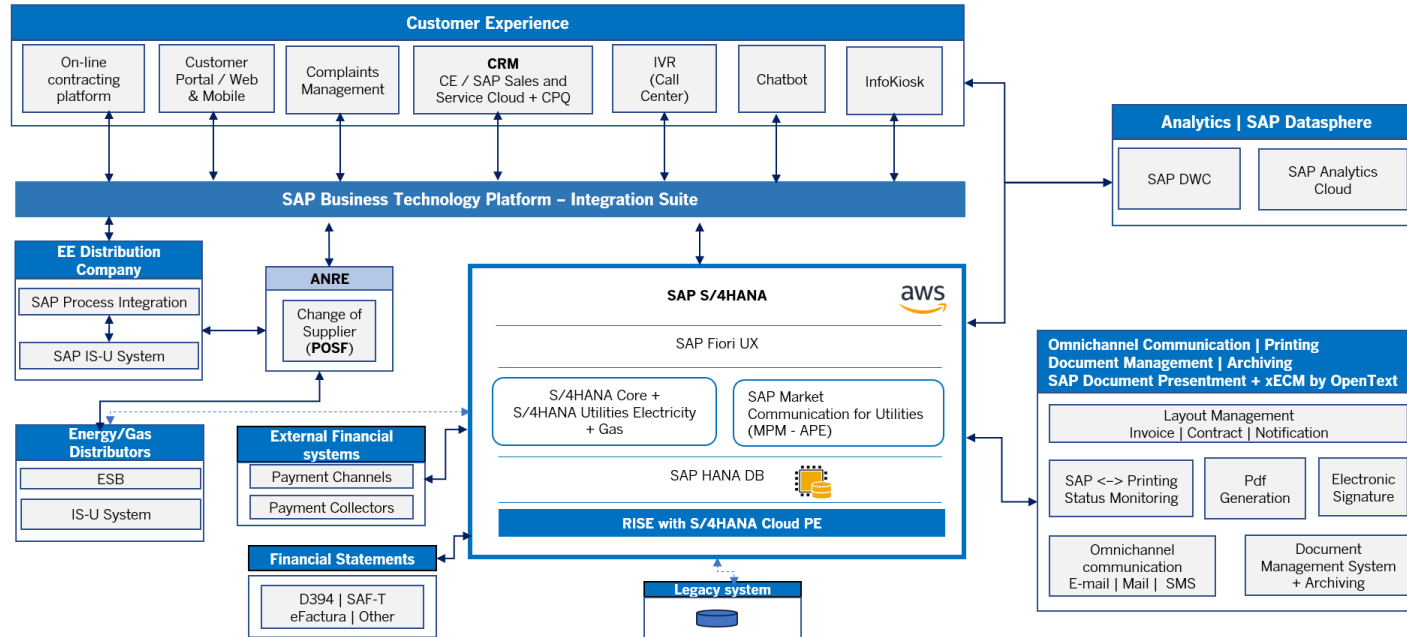 Customer Experience
On-line
contracting
platform
Customer
Portal / Web
& Mobile
Complaints
Management
CRM
CE / SAP Sales and
Service Cloud + CPQ
IVR
(Call
Center)
Chatbot
InfoKiosk
Analytics | SAP Datasphere
SAP DWC
SAP Analytics
Cloud
SAP Business Technology Platform – Integration Suite
EE Distribution
Company
SAP Process Integration
SAP IS-U System
ANRE
Change of
Supplier
(POSF)
SAP S/4HANA
aws
SAP Fiori UX
S/4HANA Core +
S/4HANA Utilities Electricity
+ Gas
SAP Market
Communication for Utilities
(MPM - APE)
SAP HANA DB
RISE with S/4HANA Cloud PE
Omnichannel Communication | Printing
Document Management | Archiving
SAP Document Presentment + xECM by OpenText
Layout Management
Invoice | Contract | Notification
SAP <-> Printing
Status Monitoring
Pdf
Generation
Electronic
Signature
Omnichannel
communication
E-mail | Mail | SMS
Document
Management System
+ Archiving
Energy/Gas
Distributors
ESB
IS-U System
External Financial
systems
Payment Channels
Payment Collectors
Financial Statements
D394 | SAF-T
eFactura | Other
Legacy system